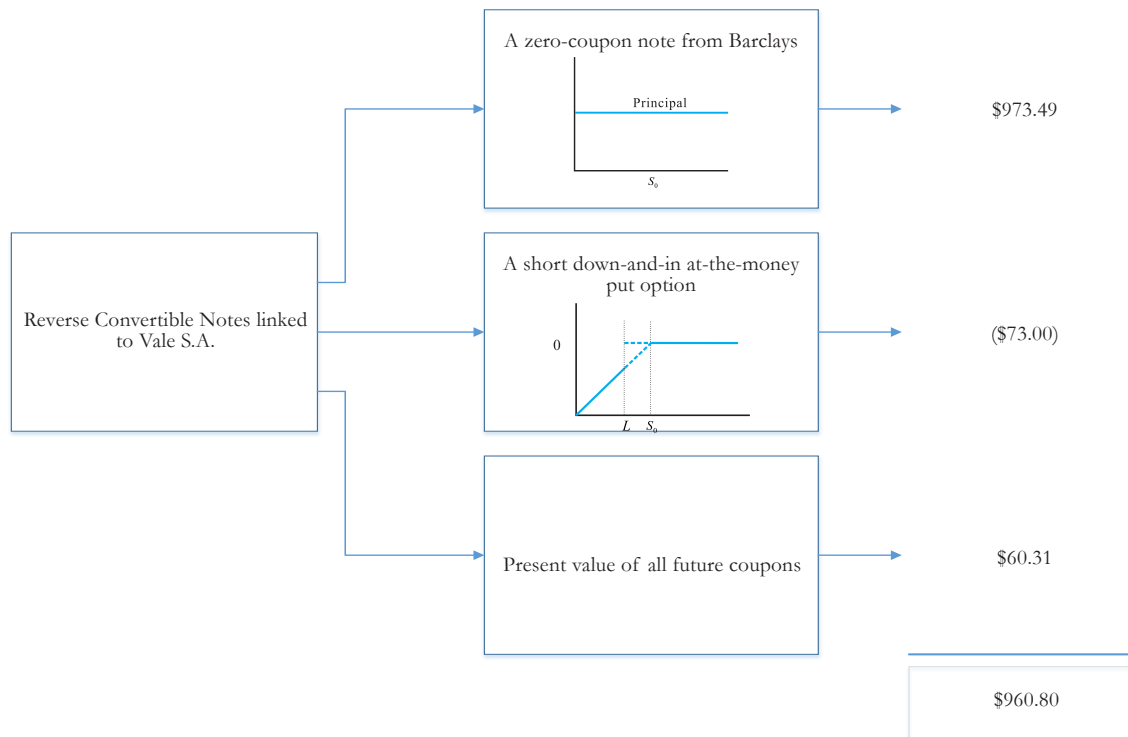 A zero-coupon note from Barclays
Principal
S₀
$973.49
Reverse Convertible Notes linked
to Vale S.A.
A short down-and-in at-the-money
put option
0
L S₀
($73.00)
Present value of all future coupons
$60.31
$960.80